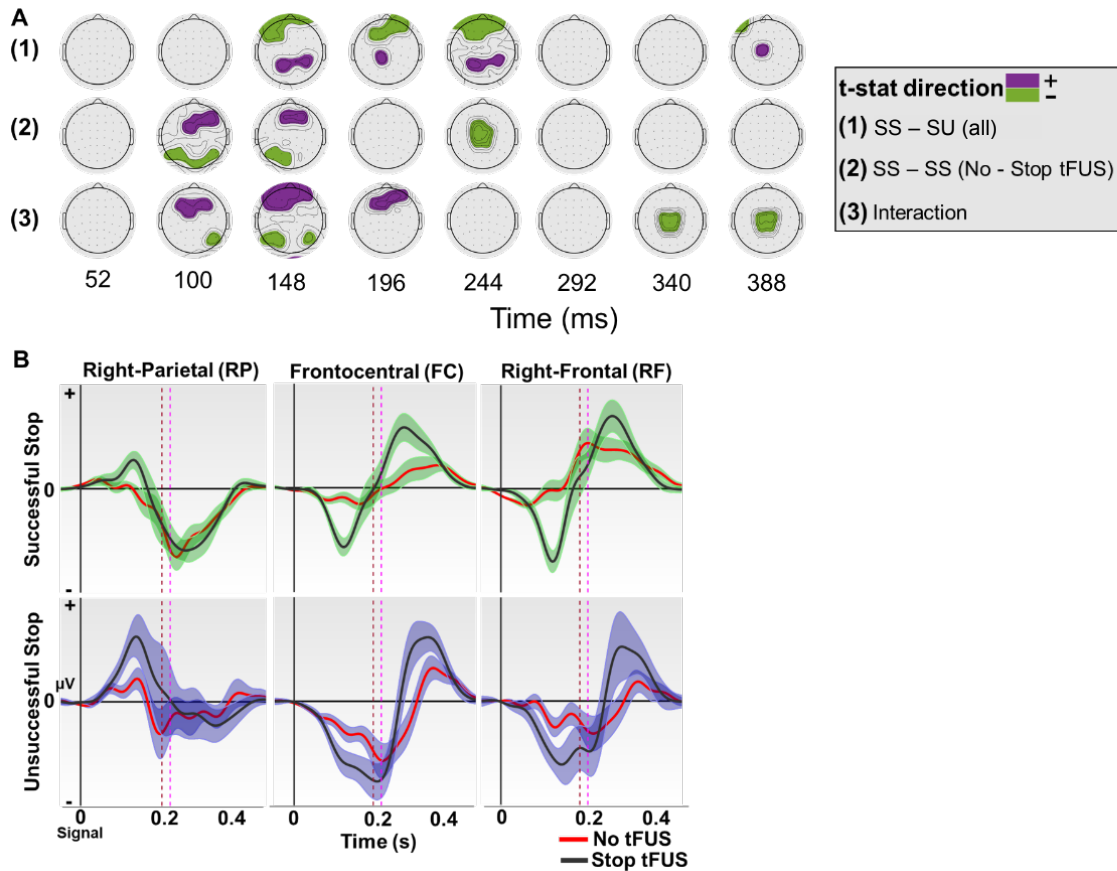 A
(1)
(2)
(3)
52 100 148 196 244 292 340 388
Time (ms)
t-stat direction + −
(1) SS – SU (all)
(2) SS – SS (No - Stop tFUS)
(3) Interaction
B
Right-Parietal (RP) Frontocentral (FC) Right-Frontal (RF)
+
Successful Stop
0
-
+
Unsuccessful Stop
µV
0
-
0 0.2 0.4 0 0.2 0.4 0 0.2 0.4
Signal
Time (s)
No tFUS
Stop tFUS